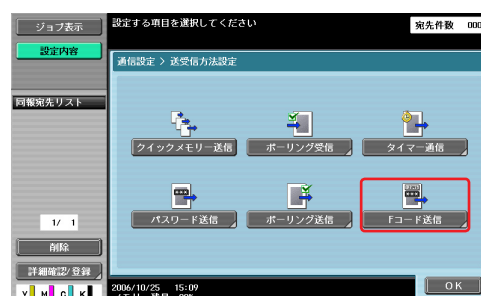 ジョブ表示
設定する項目を選択してください
宛先件数 000
設定内容
通信設定 > 送受信方法設定
同報宛先リスト
クイックメモリー送信
ポーリング受信
タイマー通信
パスワード送信
ポーリング送信
Fコード送信
1/ 1
削除
詳細確認/登録
OK
2006/10/25 15:09
Y M C K